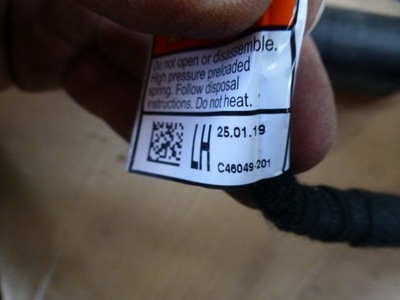 Do not open or disassemble.
High pressure preloaded
spring. Follow disposal
instructions. Do not heat.
LH
25.01.19
C46049-201